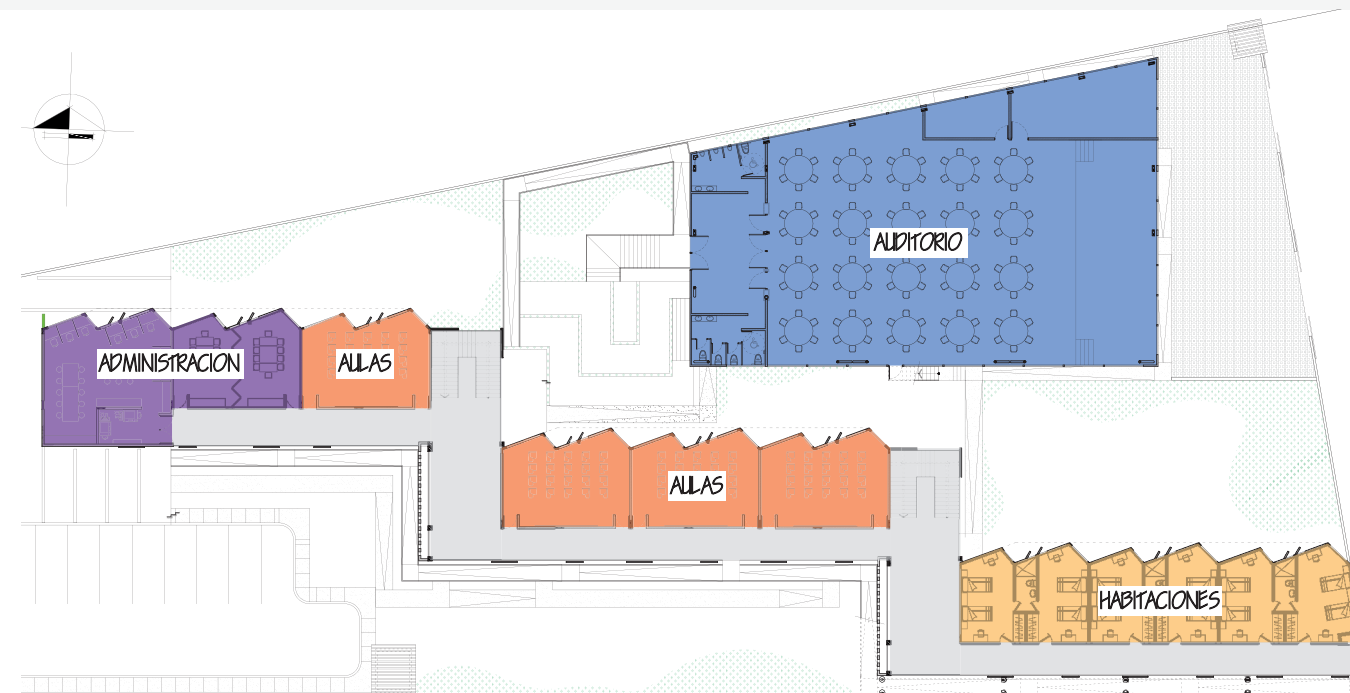 AUDITORIO
ADMINISTRACION
AULAS
AULAS
HABITACIONES